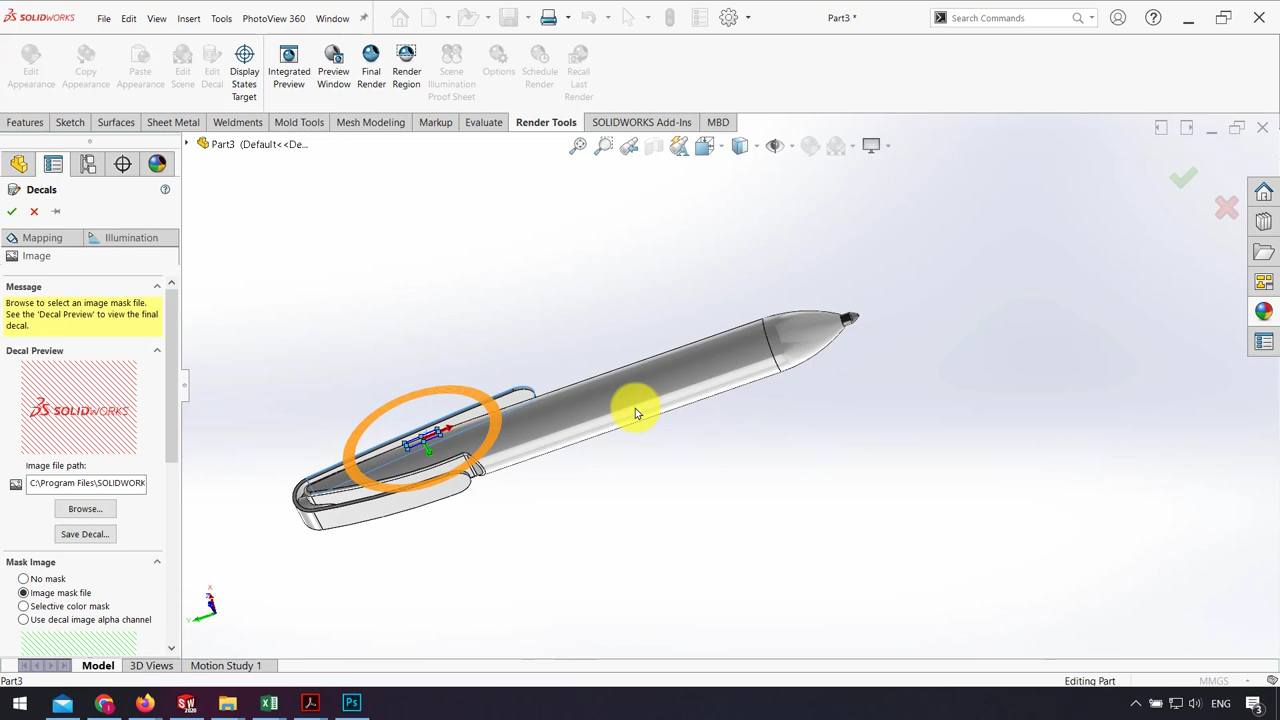 SOLIDWORKS File Edit View Insert Tools PhotoView 360 Window Part3 * Search Commands
Edit Appearance
Copy Appearance
Paste Appearance
Edit Scene
Edit Decal
Display States Target
Integrated Preview
Preview Window
Final Render
Render Region
Scene Illumination Proof Sheet
Options
Schedule Render
Recall Last Render
Features Sketch Surfaces Sheet Metal Weldments Mold Tools Mesh Modeling Markup Evaluate Render Tools SOLIDWORKS Add-Ins MBD
Part3 (Default<<De...
Decals
Mapping Illumination
Image
Message
Browse to select an image mask file.
See the 'Decal Preview' to view the final
decal.
Decal Preview
SOLIDWORKS
Image file path:
C:\Program Files\SOLIDWORK
Browse...
Save Decal...
Mask Image
No mask
Image mask file
Selective color mask
Use decal image alpha channel
Model 3D Views Motion Study 1
Part3 Editing Part MMGS
SW 2020 Ps ENG 3